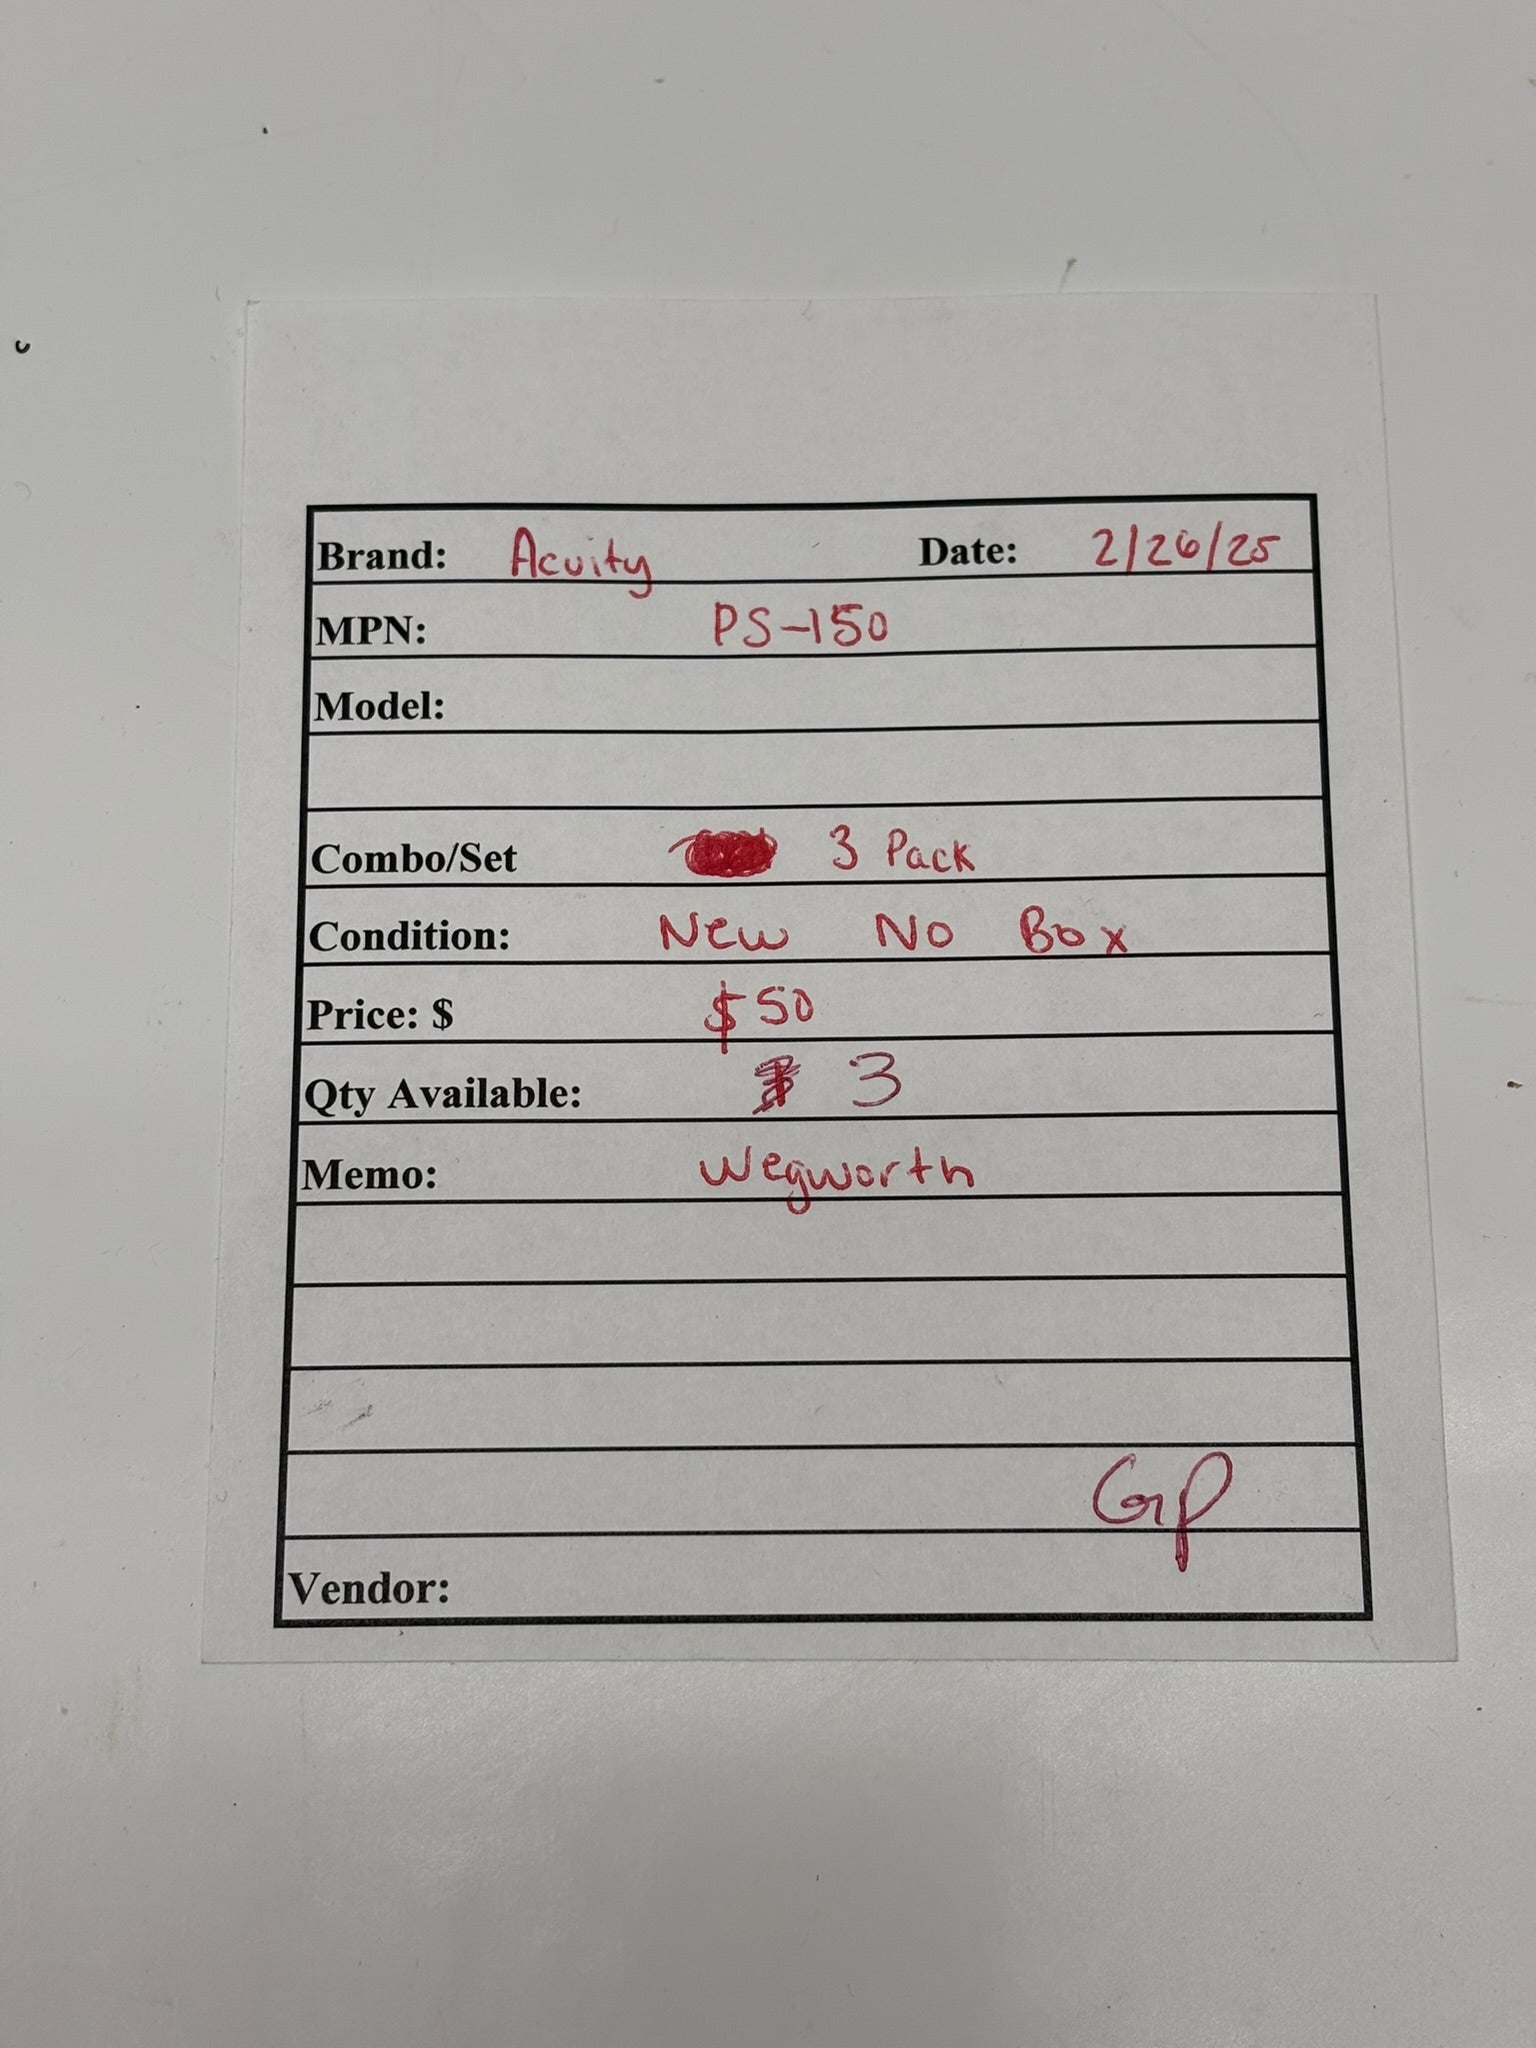 Brand: Acuity Date: 2/26/25
MPN: PS-150
Model:
Combo/Set 3 Pack
Condition: New No Box
Price: $ $50
Qty Available: 3
Memo: Wegworth
GP
Vendor: